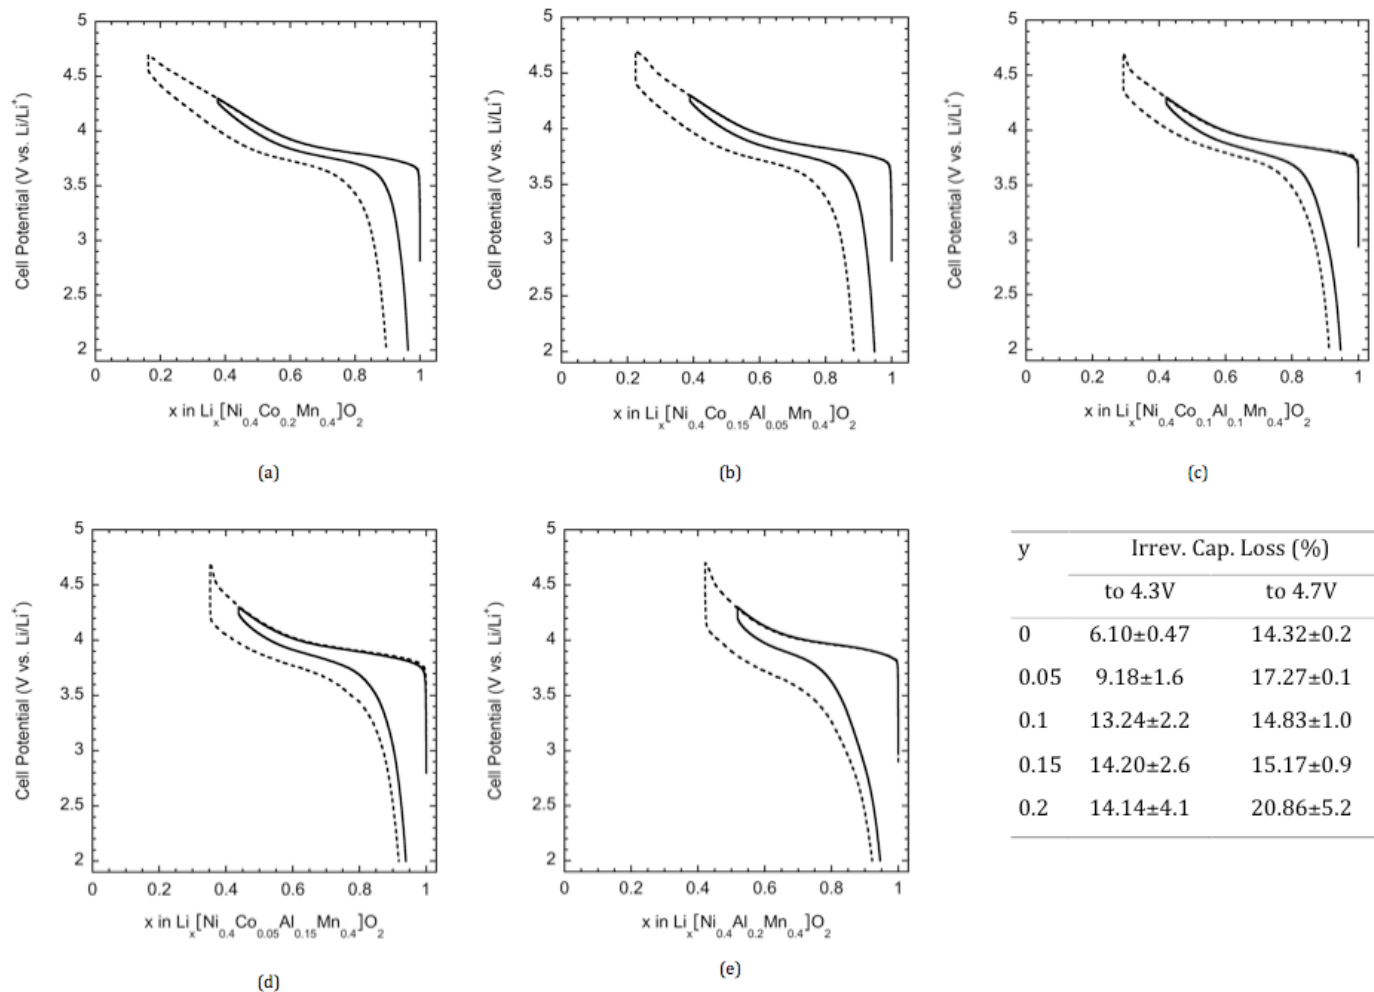 5
4.5
4
3.5
3
2.5
2
0 0.2 0.4 0.6 0.8 1
Cell Potential (V vs. Li/Li⁺)
x in Liₓ[Ni₀.₄Co₀.₂Mn₀.₄]O₂
(a)
5
4.5
4
3.5
3
2.5
2
0 0.2 0.4 0.6 0.8 1
Cell Potential (V vs. Li/Li⁺)
x in Liₓ[Ni₀.₄Co₀.₁₅Al₀.₀₅Mn₀.₄]O₂
(b)
5
4.5
4
3.5
3
2.5
2
0 0.2 0.4 0.6 0.8 1
Cell Potential (V vs. Li/Li⁺)
x in Liₓ[Ni₀.₄Co₀.₁Al₀.₁Mn₀.₄]O₂
(c)
5
4.5
4
3.5
3
2.5
2
0 0.2 0.4 0.6 0.8 1
Cell Potential (V vs. Li/Li⁺)
x in Liₓ[Ni₀.₄Co₀.₀₅Al₀.₁₅Mn₀.₄]O₂
(d)
5
4.5
4
3.5
3
2.5
2
0 0.2 0.4 0.6 0.8 1
Cell Potential (V vs. Li/Li⁺)
x in Liₓ[Ni₀.₄Al₀.₂Mn₀.₄]O₂
(e)
y Irrev. Cap. Loss (%)
to 4.3V to 4.7V
0 6.10±0.47 14.32±0.2
0.05 9.18±1.6 17.27±0.1
0.1 13.24±2.2 14.83±1.0
0.15 14.20±2.6 15.17±0.9
0.2 14.14±4.1 20.86±5.2